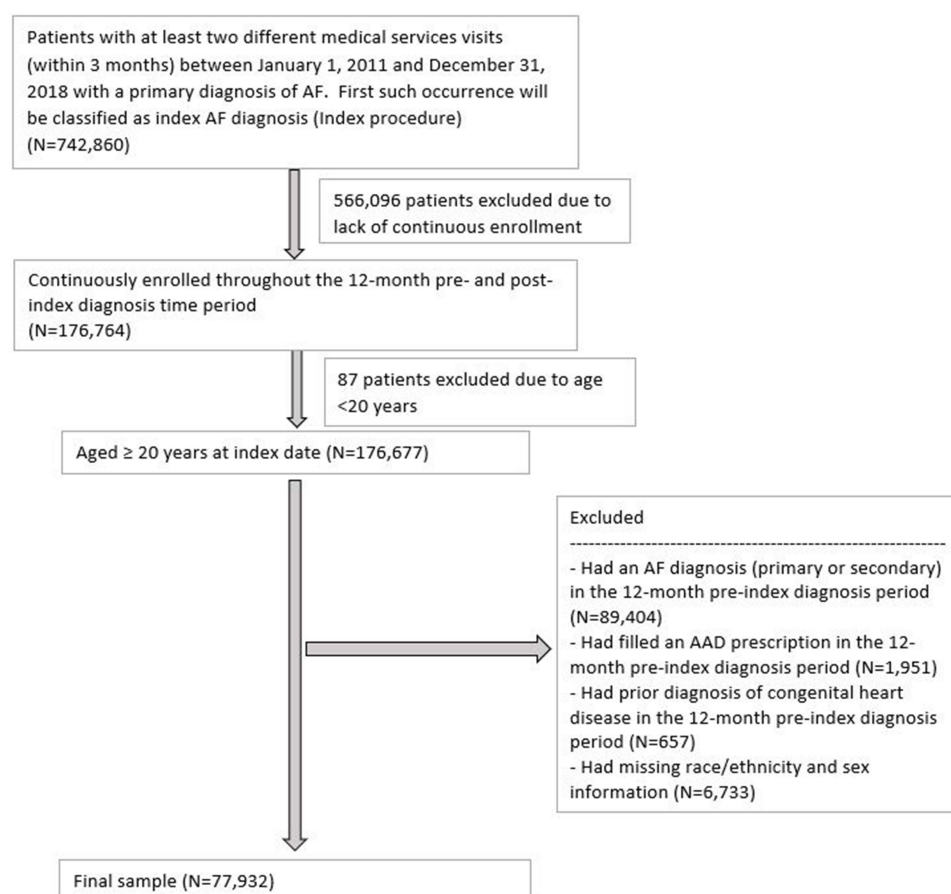 Patients with at least two different medical services visits
(within 3 months) between January 1, 2011 and December 31,
2018 with a primary diagnosis of AF.  First such occurrence will
be classified as index AF diagnosis (Index procedure)
(N=742,860)
566,096 patients excluded due to
lack of continuous enrollment
Continuously enrolled throughout the 12-month pre- and post-
index diagnosis time period
(N=176,764)
87 patients excluded due to age
<20 years
Aged ≥ 20 years at index date (N=176,677)
Excluded
------------------------------------------------------------
- Had an AF diagnosis (primary or secondary)
in the 12-month pre-index diagnosis period
(N=89,404)
- Had filled an AAD prescription in the 12-
month pre-index diagnosis period (N=1,951)
- Had prior diagnosis of congenital heart
disease in the 12-month pre-index diagnosis
period (N=657)
- Had missing race/ethnicity and sex
information (N=6,733)
Final sample (N=77,932)